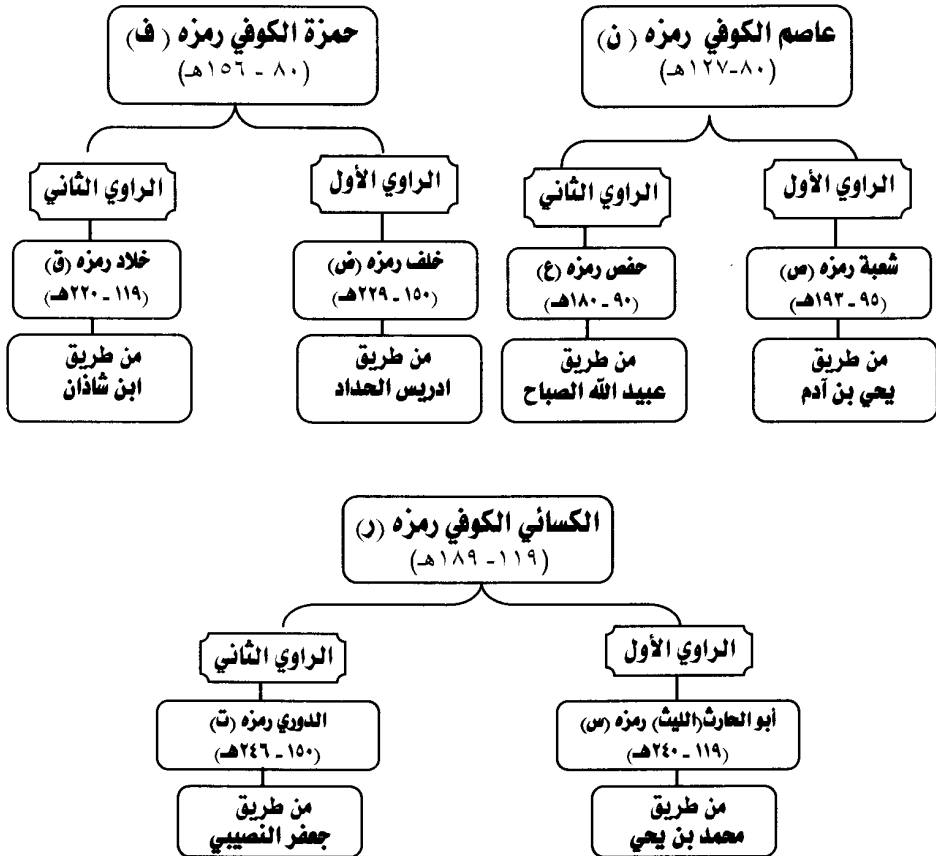 عاصم الكوفي رمزه (ن)
(٨٠-١٢٧هـ)
الراوي الأول
شعبة رمزه (ص)
(٩٥ - ١٩٣هـ)
من طريق
يحي بن آدم
الراوي الثاني
حفص رمزه (ع)
(٩٠ - ١٨٠هـ)
من طريق
عبيد الله الصباح
حمزة الكوفي رمزه (ف)
(٨٠ - ١٥٦هـ)
الراوي الأول
خلف رمزه (ض)
(١٥٠ - ٢٢٩هـ)
من طريق
ادريس الحداد
الراوي الثاني
خلاد رمزه (ق)
(١١٩ - ٢٢٠هـ)
من طريق
ابن شاذان
الكسائي الكوفي رمزه (ر)
(١١٩ - ١٨٩هـ)
الراوي الأول
أبو الحارث(الليث) رمزه (س)
(١١٩ - ٢٤٠هـ)
من طريق
محمد بن يحي
الراوي الثاني
الدوري رمزه (ت)
(١٥٠ - ٢٤٦هـ)
من طريق
جعفر النصيبي